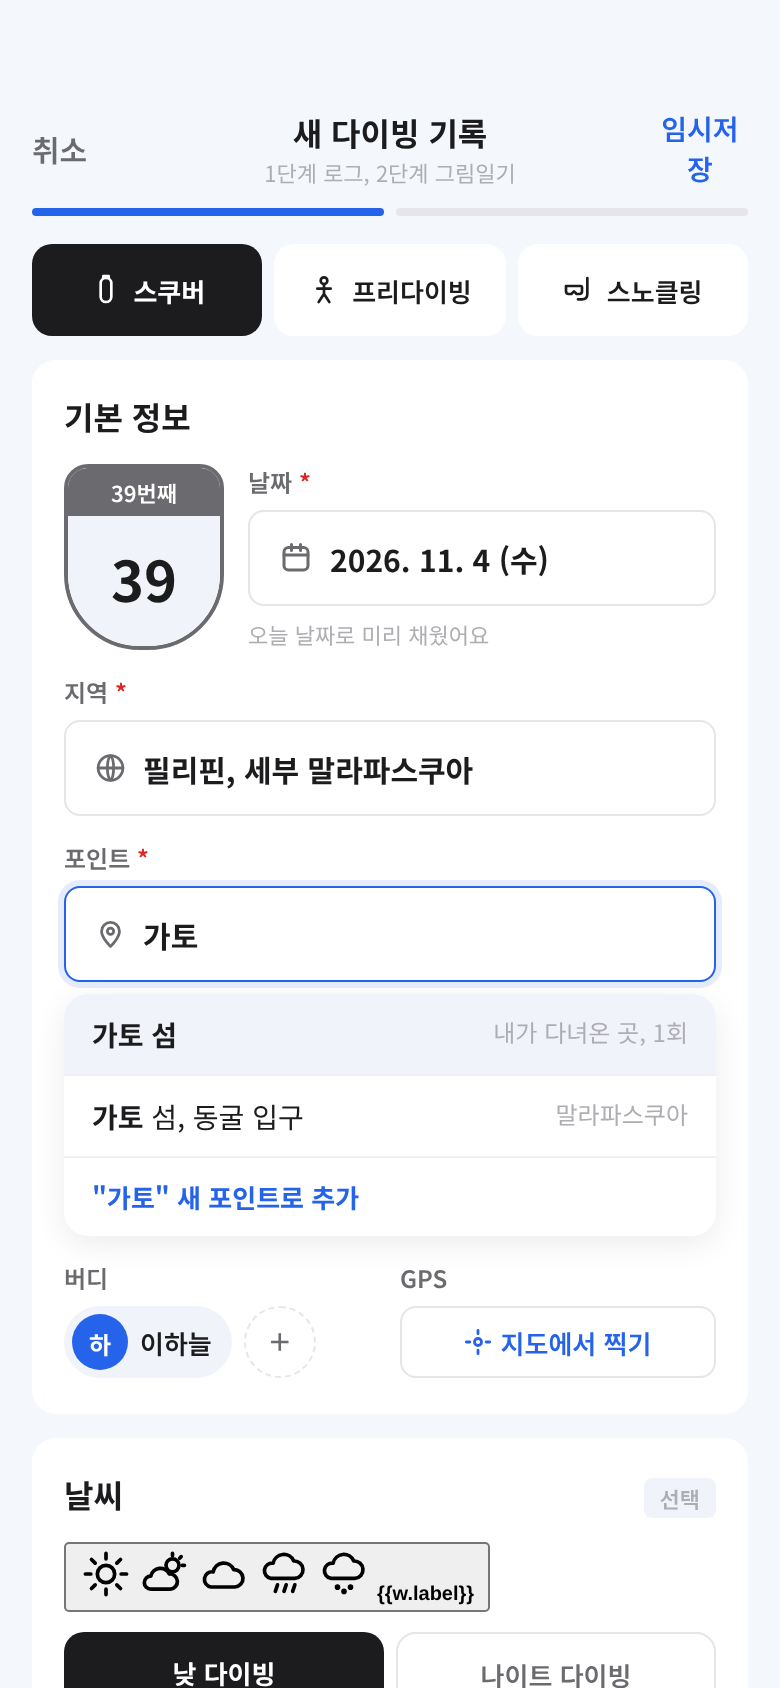 취소
새 다이빙 기록
1단계 로그, 2단계 그림일기
임시저
장
스쿠버
프리다이빙
스노클링
기본 정보
39번째
39
날짜 *
2026. 11. 4 (수)
오늘 날짜로 미리 채웠어요
지역 *
필리핀, 세부 말라파스쿠아
포인트 *
가토
가토 섬
내가 다녀온 곳, 1회
가토 섬, 동굴 입구
말라파스쿠아
"가토" 새 포인트로 추가
버디
GPS
하
이하늘
+
지도에서 찍기
날씨
선택
{{w.label}}
낮 다이빙
나이트 다이빙